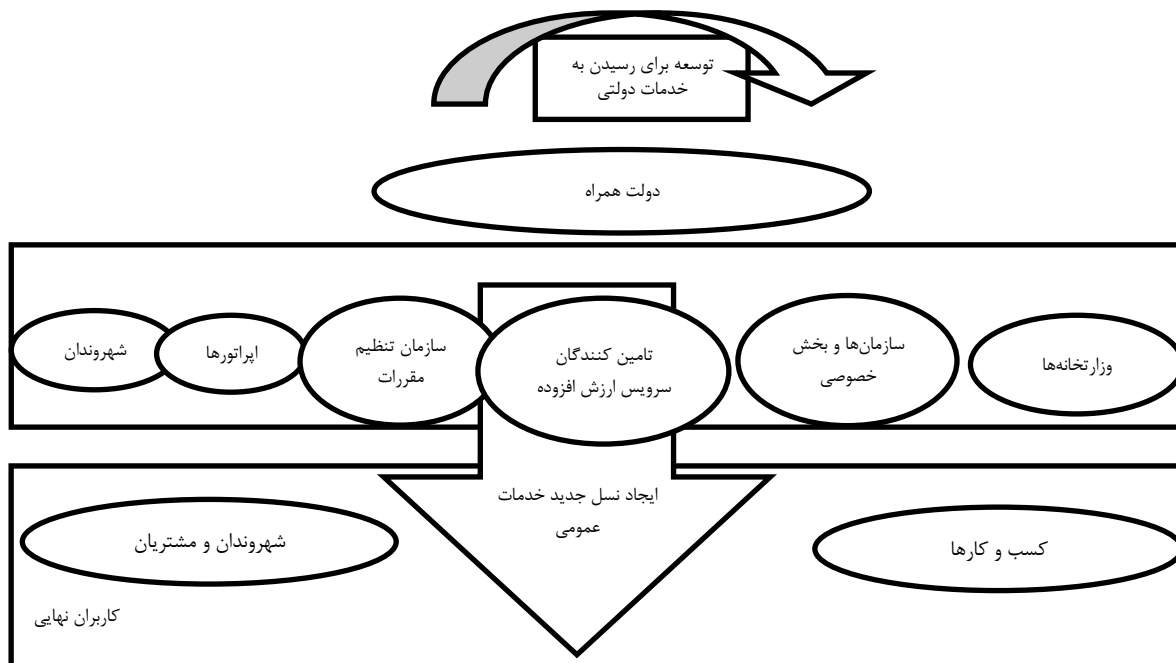 توسعه برای رسیدن به
خدمات دولتی
دولت همراه
وزارتخانه‌ها
سازمان‌ها و بخش
خصوصی
تامین کنندگان
سرویس ارزش افزوده
سازمان تنظیم
مقررات
اپراتورها
شهروندان
ایجاد نسل جدید خدمات
عمومی
کسب و کارها
شهروندان و مشتریان
کاربران نهایی